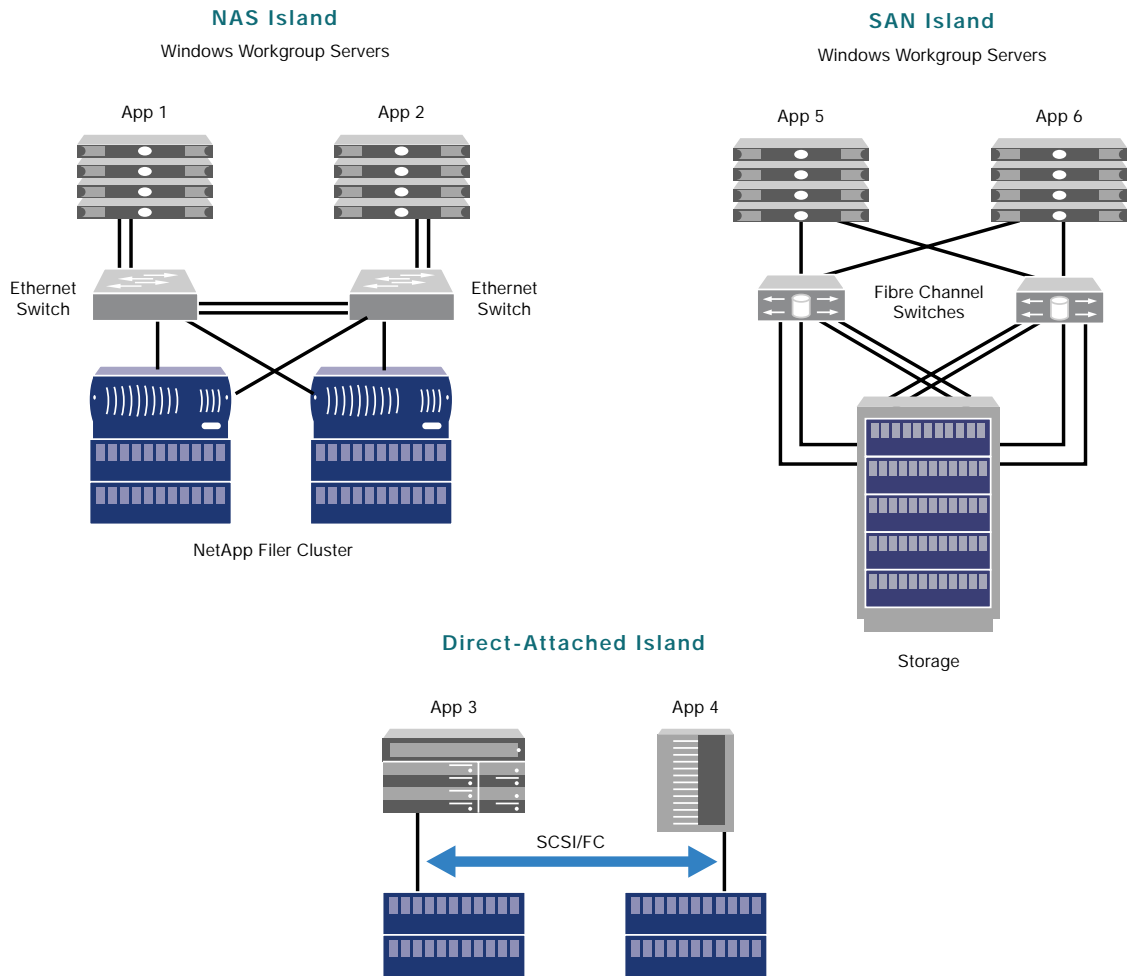 NAS Island
Windows Workgroup Servers
App 1
App 2
Ethernet
Switch
Ethernet
Switch
NetApp Filer Cluster
SAN Island
Windows Workgroup Servers
App 5
App 6
Fibre Channel
Switches
Storage
Direct-Attached Island
App 3
App 4
SCSI/FC